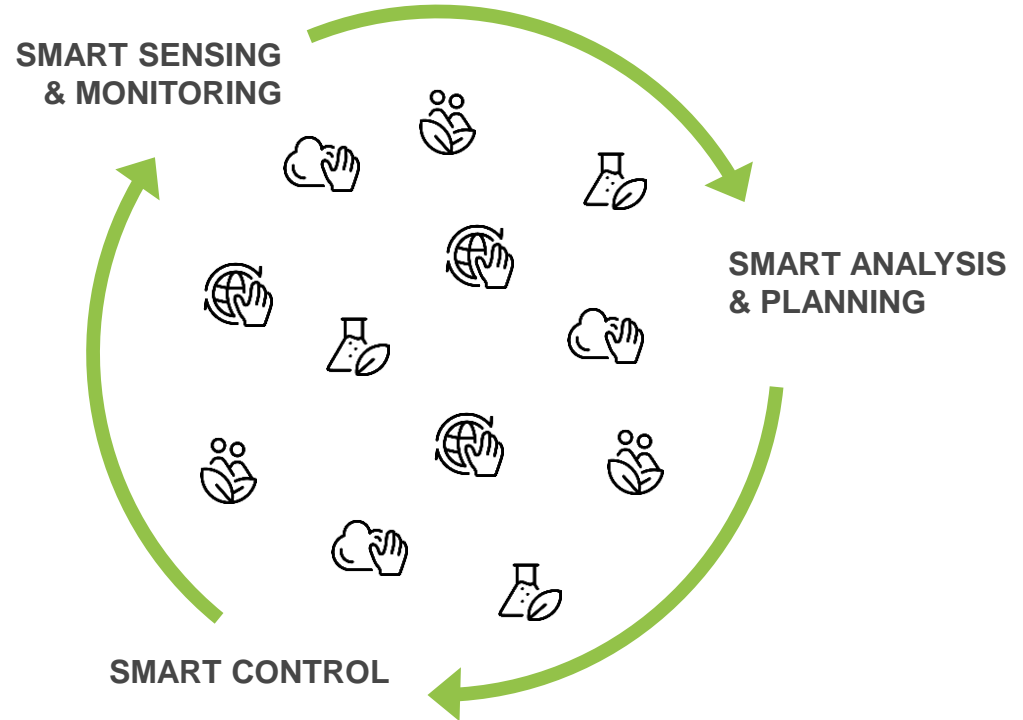 SMART SENSING
& MONITORING
SMART ANALYSIS
& PLANNING
SMART CONTROL